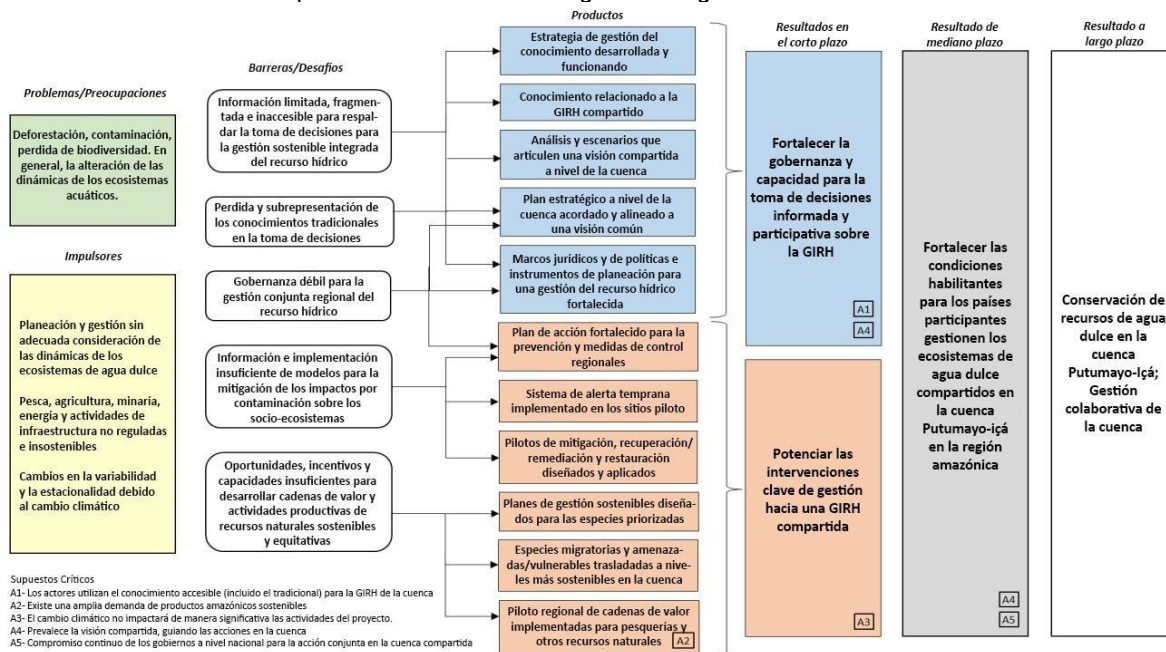 Problemas/Preocupaciones
Deforestación, contaminación,
perdida de biodiversidad. En
general, la alteración de las
dinámicas de los ecosistemas
acuáticos.
Impulsores
Planeación y gestión sin
adecuada consideración de
las dinámicas de los
ecosistemas de agua dulce
Pesca, agricultura, minaría,
energía y actividades de
infraestructura no reguladas
e insostenibles
Cambios en la variabilidad
y la estacionalidad debido
al cambio climático
Barreras/Desafíos
Información limitada, fragmen-
tada e inaccesible para respal-
dar la toma de decisiones para
la gestión sostenible integrada
del recurso hídrico
Perdida y subrepresentación de
los conocimientos tradicionales
en la toma de decisiones
Gobernanza débil para la
gestión conjunta regional del
recurso hídrico
Información e implementación
insuficiente de modelos para la
mitigación de los impactos por
contaminación sobre los
socio-ecosistemas
Oportunidades, incentivos y
capacidades insuficientes para
desarrollar cadenas de valor y
actividades productivas de
recursos naturales sostenibles
y equitativas
Productos
Estrategia de gestión del
conocimiento desarrollada y
funcionando
Conocimiento relacionado a la
GIRH compartido
Análisis y escenarios que
articulen una visión compartida
a nivel de la cuenca
Plan estratégico a nivel de la
cuenca acordado y alineado a
una visión común
Marcos jurídicos y de políticas e
instrumentos de planeación para
una gestión del recurso hídrico
fortalecida
Plan de acción fortalecido para la
prevención y medidas de control
regionales
Sistema de alerta temprana
implementado en los sitios piloto
Pilotos de mitigación, recuperación/
remediación y restauración
diseñados y aplicados
Planes de gestión sostenibles diseña-
dos para las especies priorizadas
Especies migratorias y amenaza-
das/vulnerables trasladadas a nive-
les más sostenibles en la cuenca
Piloto regional de cadenas de valor
implementadas para pesquerías y
otros recursos naturales
A2
Resultados en
el corto plazo
Fortalecer la
gobernanza y
capacidad para la
toma de decisiones
informada y
participativa sobre
la GIRH
A1
A4
Potenciar las
intervenciones
clave de gestión
hacia una GIRH
compartida
A3
Resultado de
mediano plazo
Fortalecer las
condiciones
habilitantes
para los países
participantes
gestionen los
ecosistemas de
agua dulce
compartidos en
la cuenca
Putumayo-içá
en la región
amazónica
A4
A5
Resultado a
largo plazo
Conservación de
recursos de agua
dulce en la
cuenca
Putumayo-Içá;
Gestión
colaborativa de
la cuenca
Supuestos Críticos
A1- Los actores utilizan el conocimiento accesible (incluido el tradicional) para la GIRH de la cuenca
A2- Existe una amplia demanda de productos amazónicos sostenibles
A3- El cambio climático no impactará de manera significativa las actividades del proyecto.
A4- Prevalece la visión compartida, guiando las acciones en la cuenca
A5- Compromiso continuo de los gobiernos a nivel nacional para la acción conjunta en la cuenca compartida